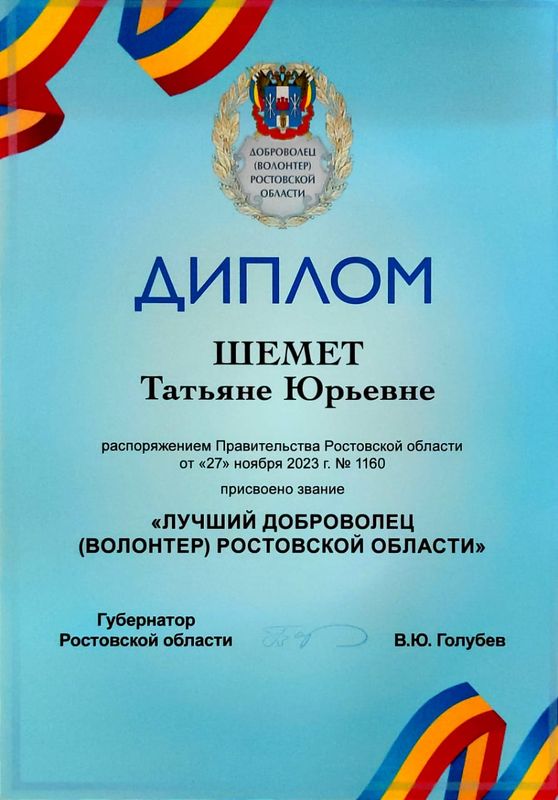 ДОБРОВОЛЕЦ
(ВОЛОНТЕР)
РОСТОВСКОЙ
ОБЛАСТИ
ДИПЛОМ
ШЕМЕТ
Татьяне Юрьевне
распоряжением Правительства Ростовской области
от «27» ноября 2023 г. № 1160
присвоено звание
«ЛУЧШИЙ ДОБРОВОЛЕЦ
(ВОЛОНТЕР) РОСТОВСКОЙ ОБЛАСТИ»
Губернатор
Ростовской области
В.Ю. Голубев